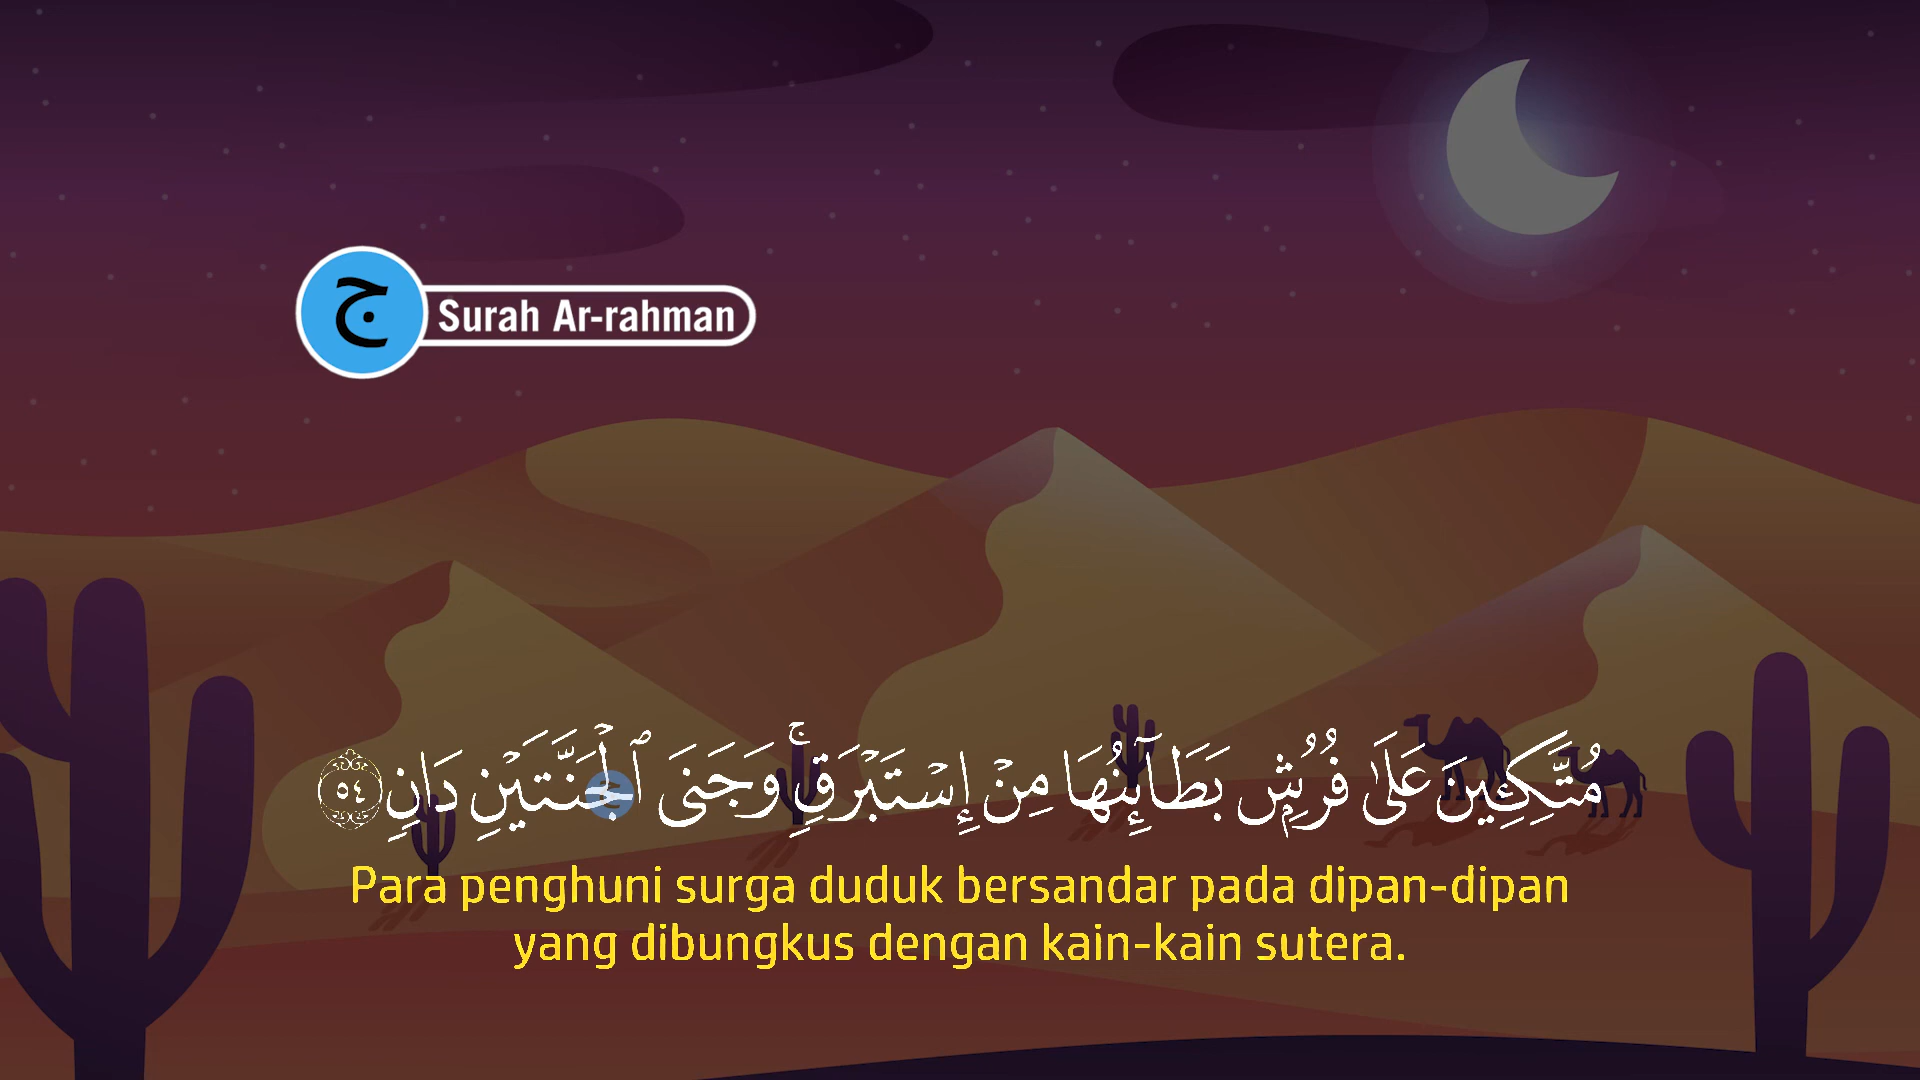 ج
Surah Ar-rahman
مُتَّكِـِٔينَ عَلَىٰ فُرُشٍۭ بَطَآئِنُهَا مِنْ إِسْتَبْرَقٍۚ وَجَنَى ٱلْجَنَّتَيْنِ دَانٍ ٥٤
Para penghuni surga duduk bersandar pada dipan-dipan
yang dibungkus dengan kain-kain sutera.